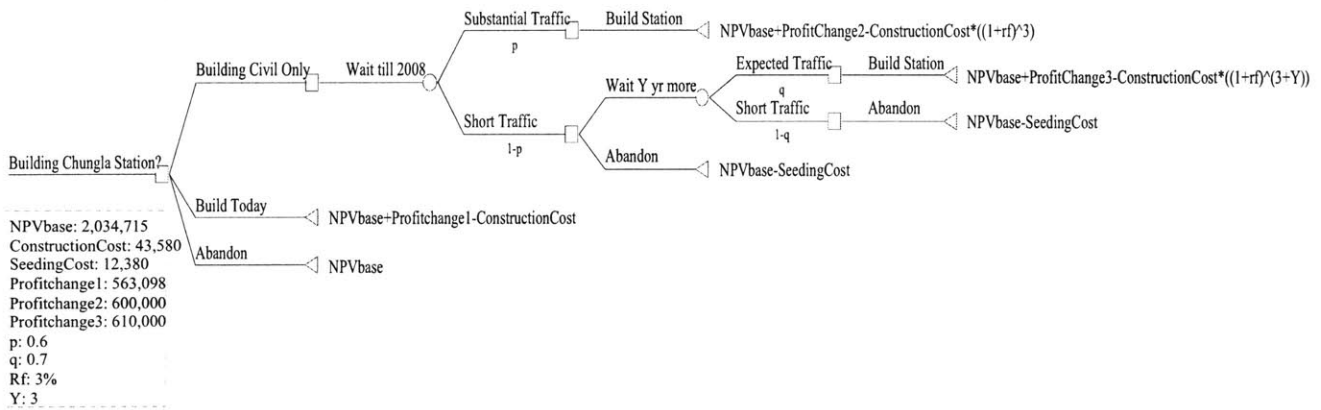 Substantial Traffic
Build Station
p
NPVbase+ProfitChange2-ConstructionCost*((1+rf)^3)
Building Civil Only
Wait till 2008
Expected Traffic
Build Station
q
NPVbase+ProfitChange3-ConstructionCost*((1+rf)^(3+Y))
Wait Y yr more
Short Traffic
1-p
Short Traffic
1-q
Abandon
NPVbase-SeedingCost
Abandon
NPVbase-SeedingCost
Building Chungla Station?
Build Today
NPVbase+Profitchange1-ConstructionCost
Abandon
NPVbase
NPVbase: 2,034,715
ConstructionCost: 43,580
SeedingCost: 12,380
Profitchange1: 563,098
Profitchange2: 600,000
Profitchange3: 610,000
p: 0.6
q: 0.7
Rf: 3%
Y: 3